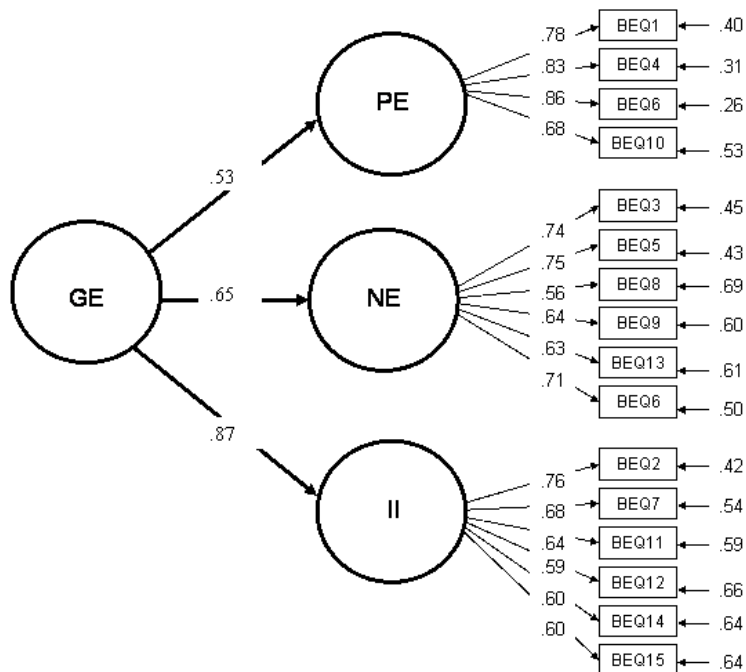 .78 BEQ1 .40
.83 BEQ4 .31
.86 BEQ6 .26
.68 BEQ10 .53
PE
.53
.74 BEQ3 .45
.75 BEQ5 .43
.56 BEQ8 .69
.64 BEQ9 .60
.63 BEQ13 .61
.71 BEQ6 .50
GE
.65
NE
.87
.76 BEQ2 .42
.68 BEQ7 .54
.64 BEQ11 .59
.59 BEQ12 .66
.60 BEQ14 .64
.60 BEQ15 .64
II